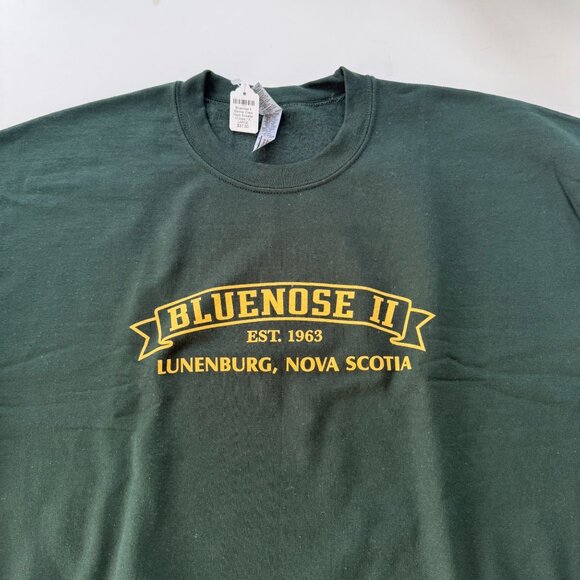 BLUENOSE II
EST. 1963
LUNENBURG, NOVA SCOTIA